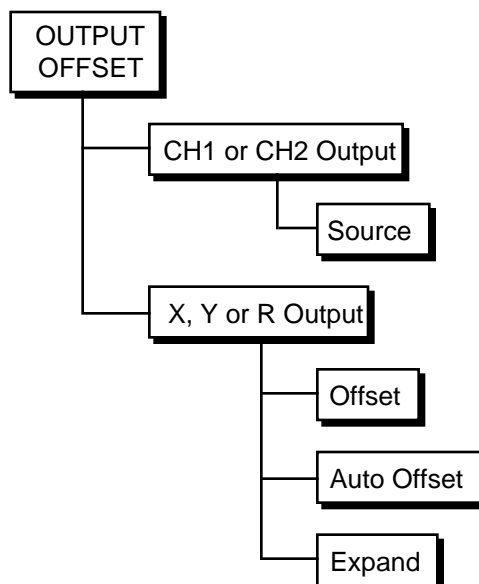 OUTPUT
OFFSET
CH1 or CH2 Output
Source
X, Y or R Output
Offset
Auto Offset
Expand